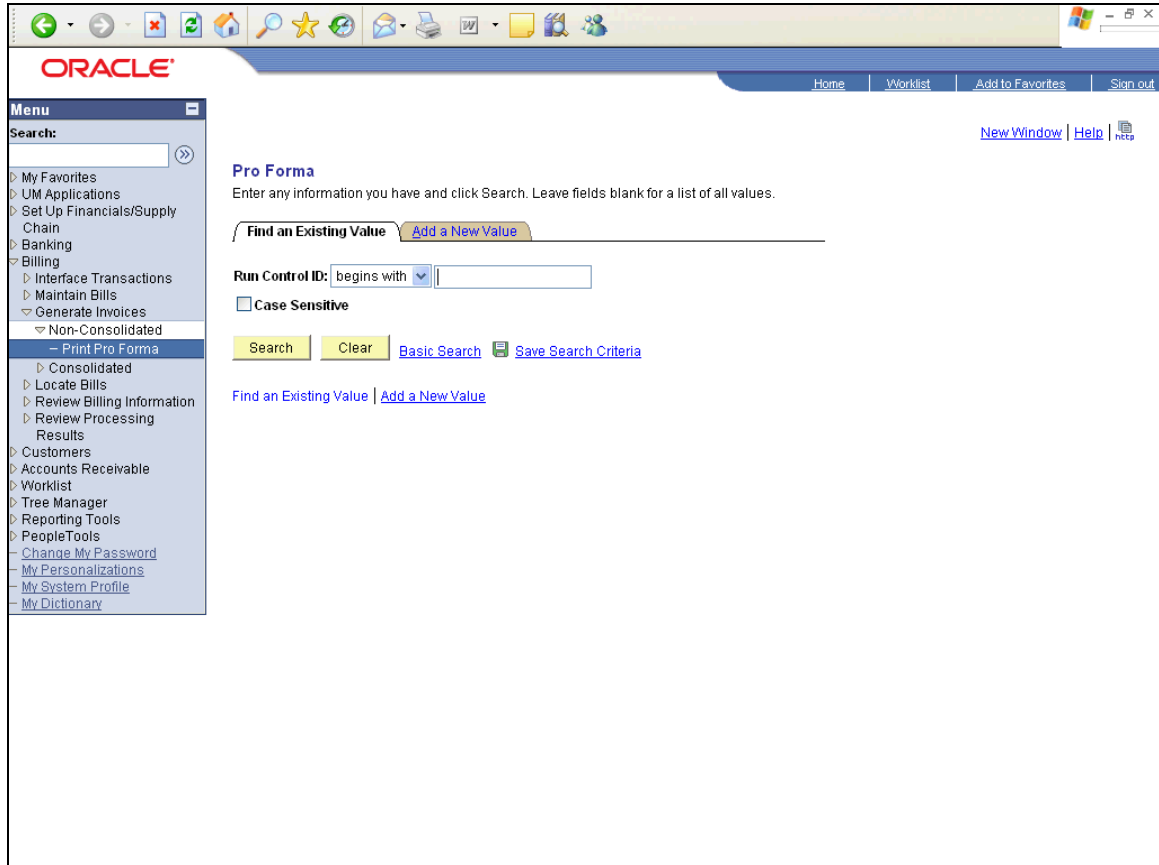 ORACLE
Home Worklist Add to Favorites Sign out
Menu
Search:
New Window | Help | http
My Favorites
UM Applications
Set Up Financials/Supply
Chain
Banking
Billing
Interface Transactions
Maintain Bills
Generate Invoices
Non-Consolidated
Print Pro Forma
Consolidated
Locate Bills
Review Billing Information
Review Processing
Results
Customers
Accounts Receivable
Worklist
Tree Manager
Reporting Tools
PeopleTools
Change My Password
My Personalizations
My System Profile
My Dictionary
Pro Forma
Enter any information you have and click Search. Leave fields blank for a list of all values.
Find an Existing Value Add a New Value
Run Control ID: begins with
Case Sensitive
Search Clear Basic Search Save Search Criteria
Find an Existing Value | Add a New Value